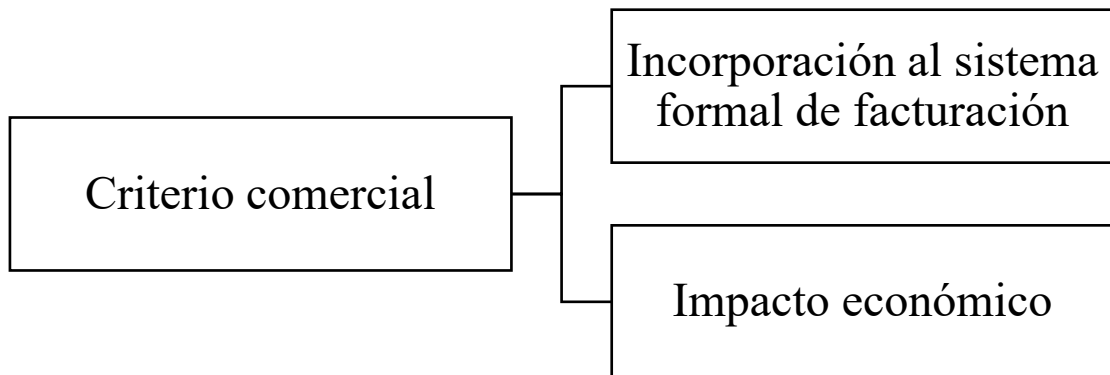 Criterio comercial
Incorporación al sistema
formal de facturación
Impacto económico